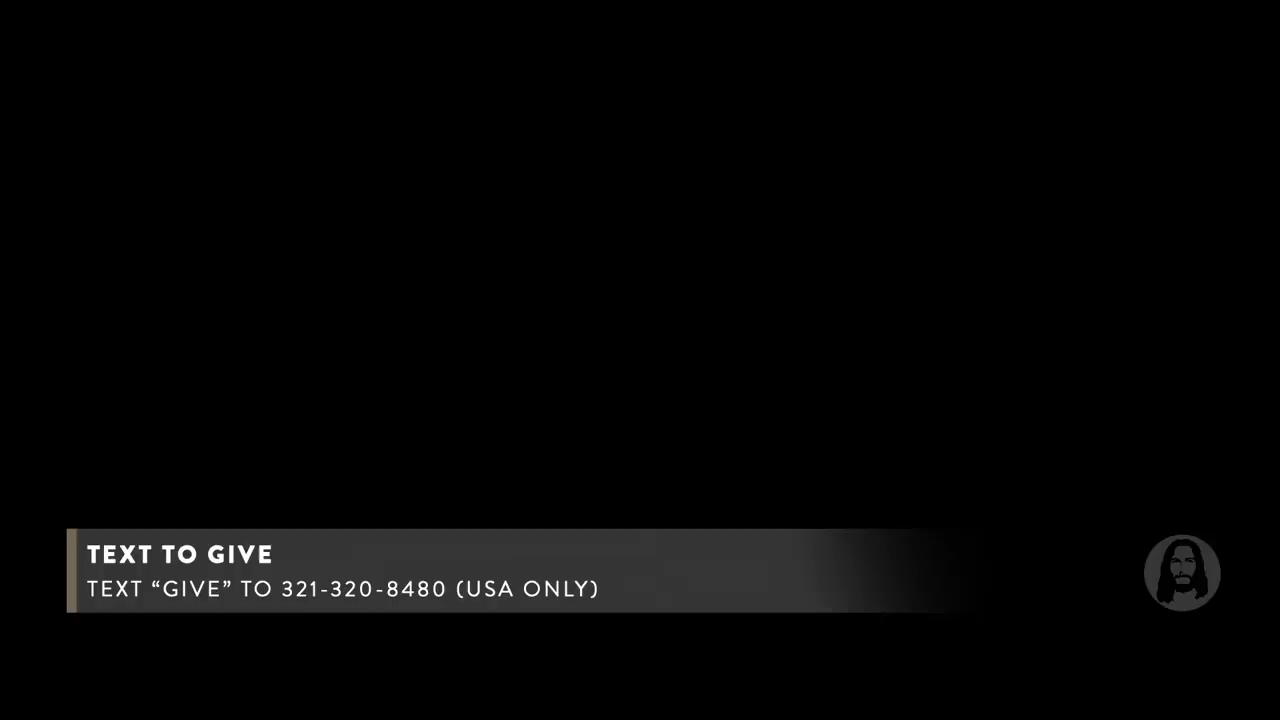 TEXT TO GIVE
TEXT “GIVE” TO 321-320-8480 (USA ONLY)